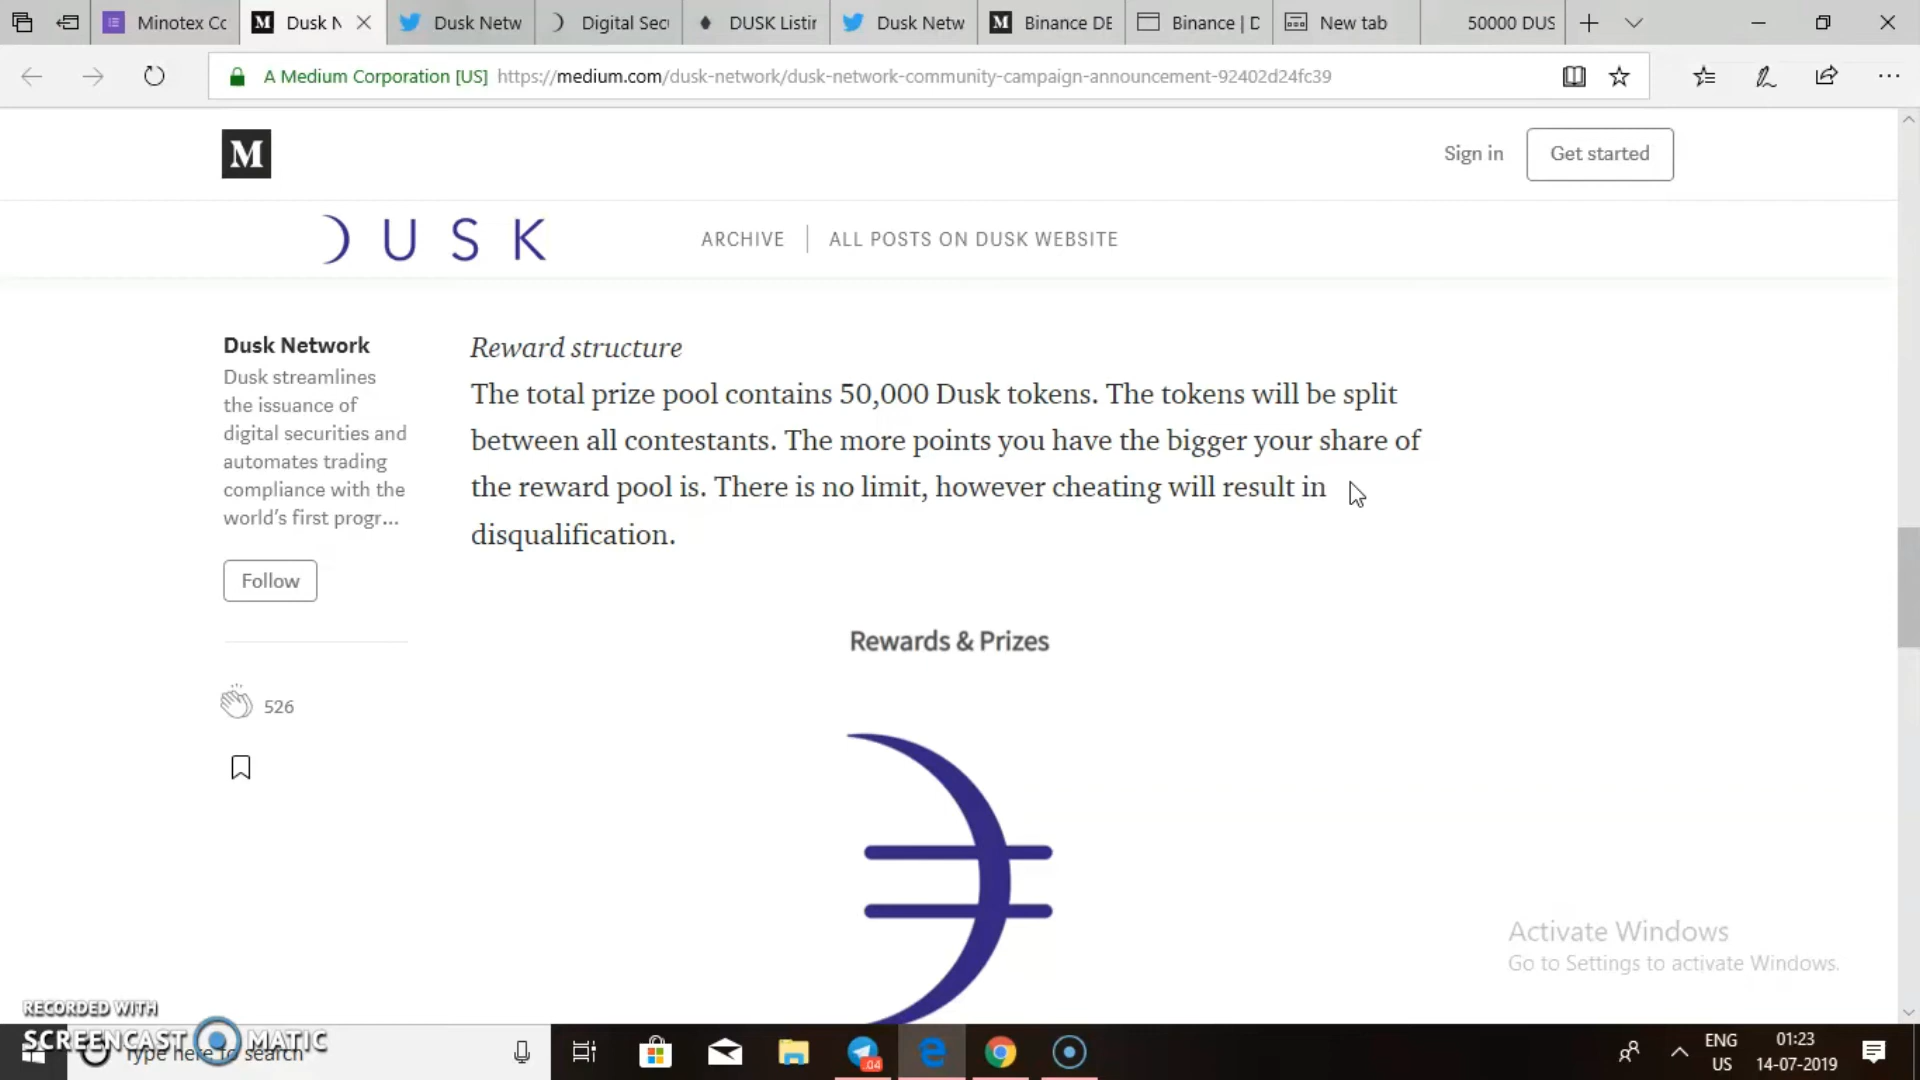 Minotex Cc
Dusk N
Dusk Netw
Digital Sec
DUSK Listin
Dusk Netw
Binance DE
Binance | D
New tab
50000 DUS
A Medium Corporation [US] https://medium.com/dusk-network/dusk-network-community-campaign-announcement-92402d24fc39
M
Sign in
Get started
DUSK
ARCHIVE
ALL POSTS ON DUSK WEBSITE
Dusk Network
Dusk streamlines
the issuance of
digital securities and
automates trading
compliance with the
world's first progr...
Follow
526
Reward structure
The total prize pool contains 50,000 Dusk tokens. The tokens will be split
between all contestants. The more points you have the bigger your share of
the reward pool is. There is no limit, however cheating will result in
disqualification.
Rewards & Prizes
Activate Windows
Go to Settings to activate Windows.
RECORDED WITH
SCREENCAST MATIC
Type here to search
.04
ENG
US
01:23
14-07-2019